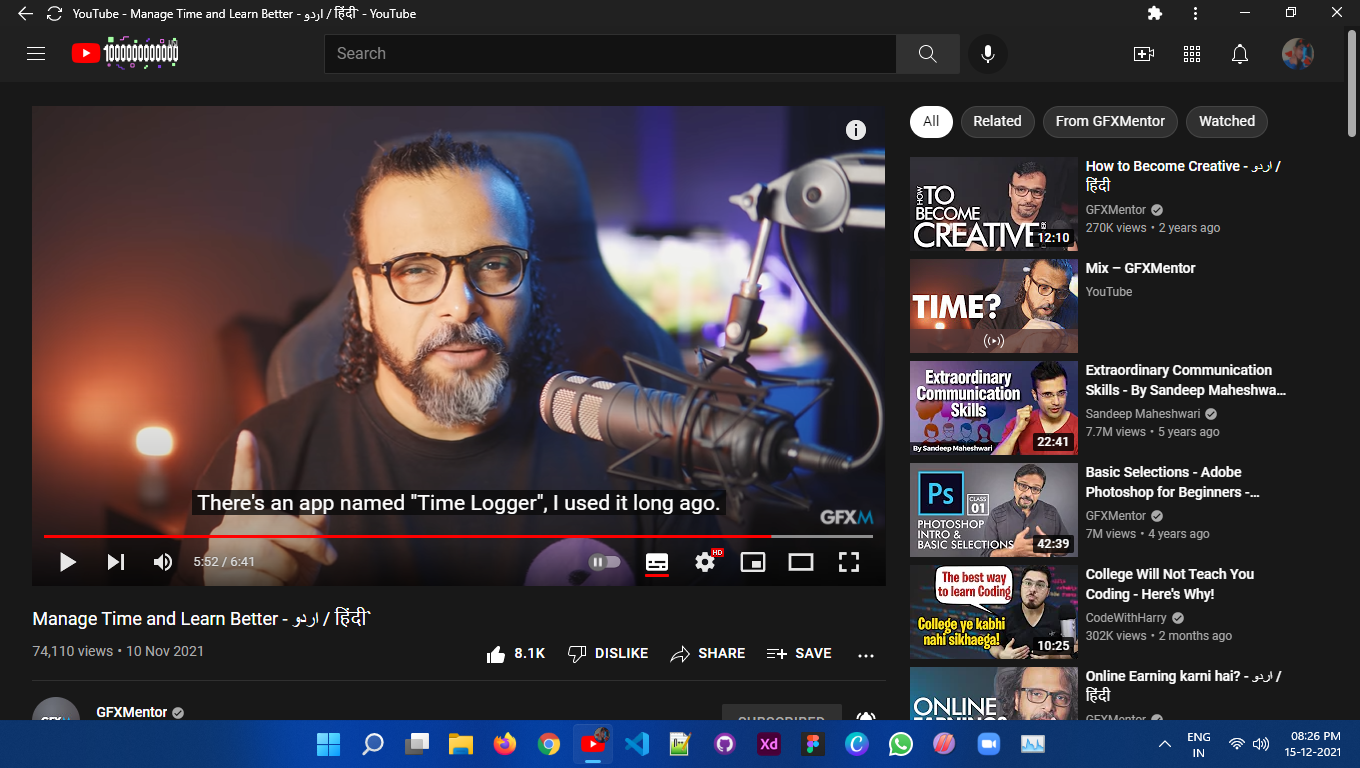 YouTube - Manage Time and Learn Better - اردو / हिंदी` - YouTube
1000000000000
Search
There's an app named "Time Logger", I used it long ago.
GFXM
5:52 / 6:41
HD
Manage Time and Learn Better - اردو / हिंदी`
74,110 views • 10 Nov 2021
8.1K
DISLIKE
SHARE
SAVE
GFXMentor
SUBSCRIBED
All
Related
From GFXMentor
Watched
HOW TO
BECOME
CREATIVE
12:10
How to Become Creative - اردو /
हिंदी
GFXMentor
270K views • 2 years ago
TIME?
Mix – GFXMentor
YouTube
Extraordinary
Communication
Skills
By Sandeep Maheshwari
22:41
Extraordinary Communication
Skills - By Sandeep Maheshwa...
Sandeep Maheshwari
7.7M views • 5 years ago
Ps
CLASS
01
PHOTOSHOP
INTRO &
BASIC SELECTIONS
42:39
Basic Selections - Adobe
Photoshop for Beginners -...
GFXMentor
7M views • 4 years ago
The best way
to learn Coding
College ye kabhi
nahi sikhaega!
10:25
College Will Not Teach You
Coding - Here's Why!
CodeWithHarry
302K views • 2 months ago
ONLINE
Online Earning karni hai? - اردو /
हिंदी
GFXMentor
Xd
ENG
IN
08:26 PM
15-12-2021